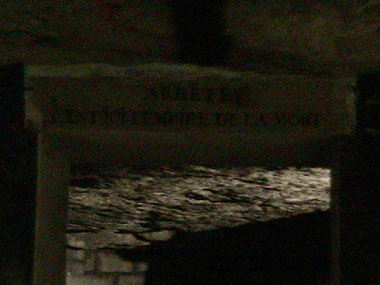 ARRÊTE!
C'EST ICI L'EMPIRE DE LA MORT